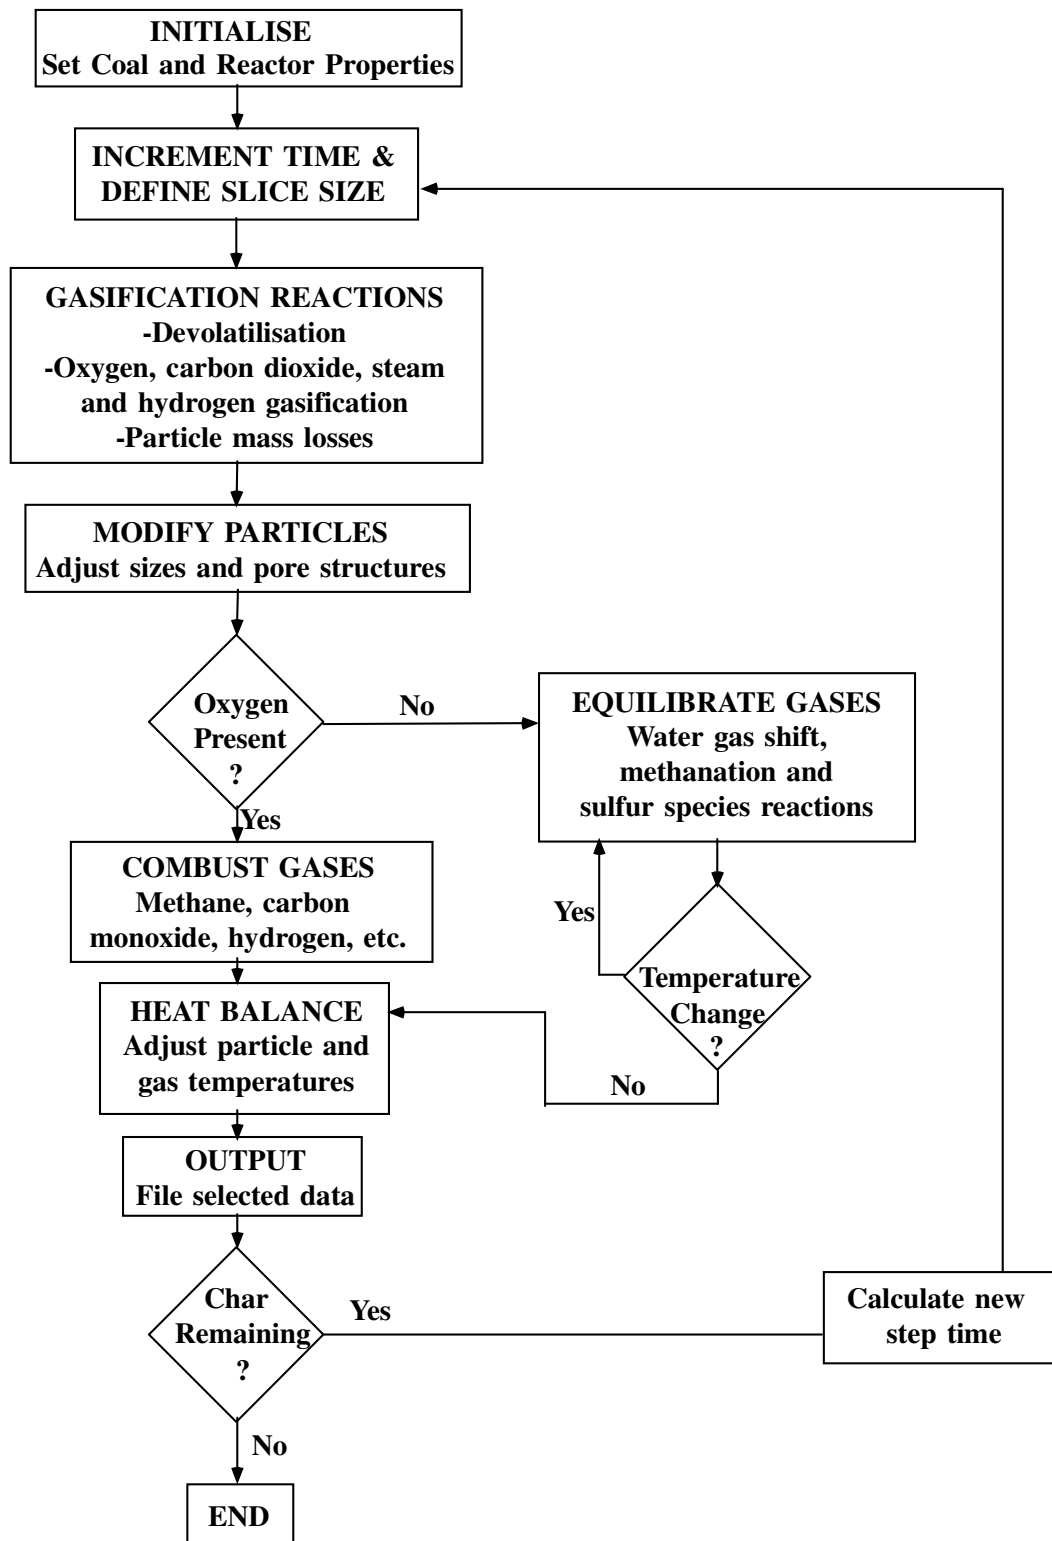 INITIALISE
Set Coal and Reactor Properties
INCREMENT TIME &
DEFINE SLICE SIZE
GASIFICATION REACTIONS
-Devolatilisation
-Oxygen, carbon dioxide, steam
and hydrogen gasification
-Particle mass losses
MODIFY PARTICLES
Adjust sizes and pore structures
Oxygen
Present
?
No
EQUILIBRATE GASES
Water gas shift,
methanation and
sulfur species reactions
Yes
COMBUST GASES
Methane, carbon
monoxide, hydrogen, etc.
Yes
Temperature
Change
?
No
HEAT BALANCE
Adjust particle and
gas temperatures
OUTPUT
File selected data
Char
Remaining
?
Yes
Calculate new
step time
No
END